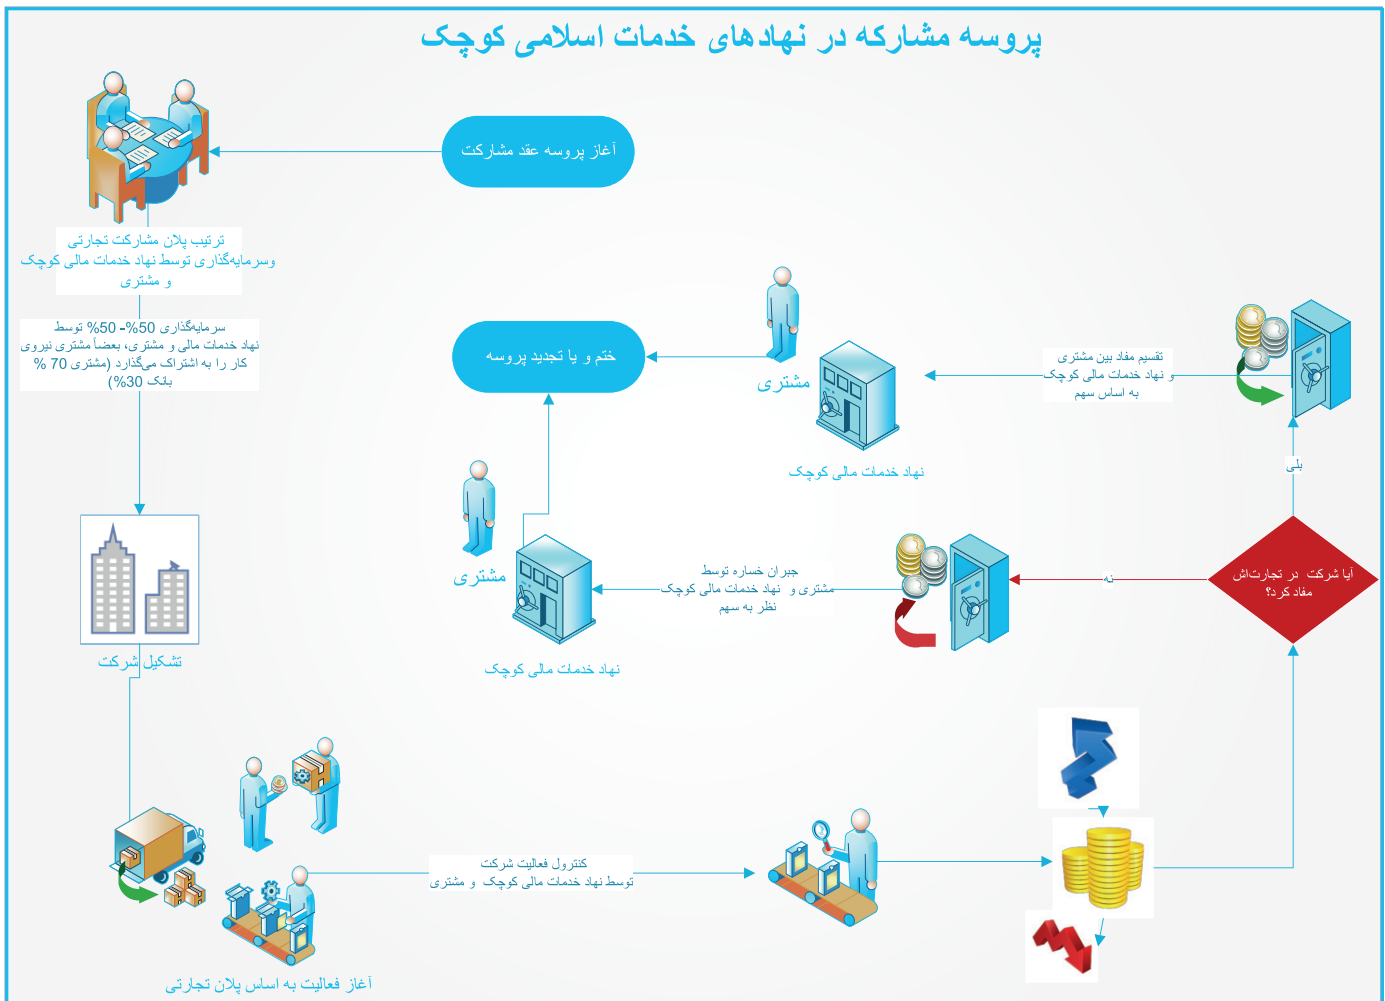 پروسه مشارکه در نهادهای خدمات اسلامی کوچک
آغاز پروسه عقد مشارکت
ترتیب پلان مشارکت تجارتی
وسرمایه‌گذاری توسط نهاد خدمات مالی کوچک
و مشتری
سرمایه‌گذاری 50%- 50% توسط
نهاد خدمات مالی و مشتری، بعضاً مشتری نیروی
کار را به اشتراک می‌گذارد (مشتری 70 %
بانک 30%)
تشکیل شرکت
آغاز فعالیت به اساس پلان تجارتی
کنترول فعالیت شرکت
توسط نهاد خدمات مالی کوچک و مشتری
آیا شرکت در تجارت‌اش
مفاد کرد؟
بلی
نه
تقسیم مفاد بین مشتری
و نهاد خدمات مالی کوچک
به اساس سهم
مشتری
نهاد خدمات مالی کوچک
جبران خساره توسط
مشتری و نهاد خدمات مالی کوچک
نظر به سهم
مشتری
نهاد خدمات مالی کوچک
ختم و یا تجدید پروسه